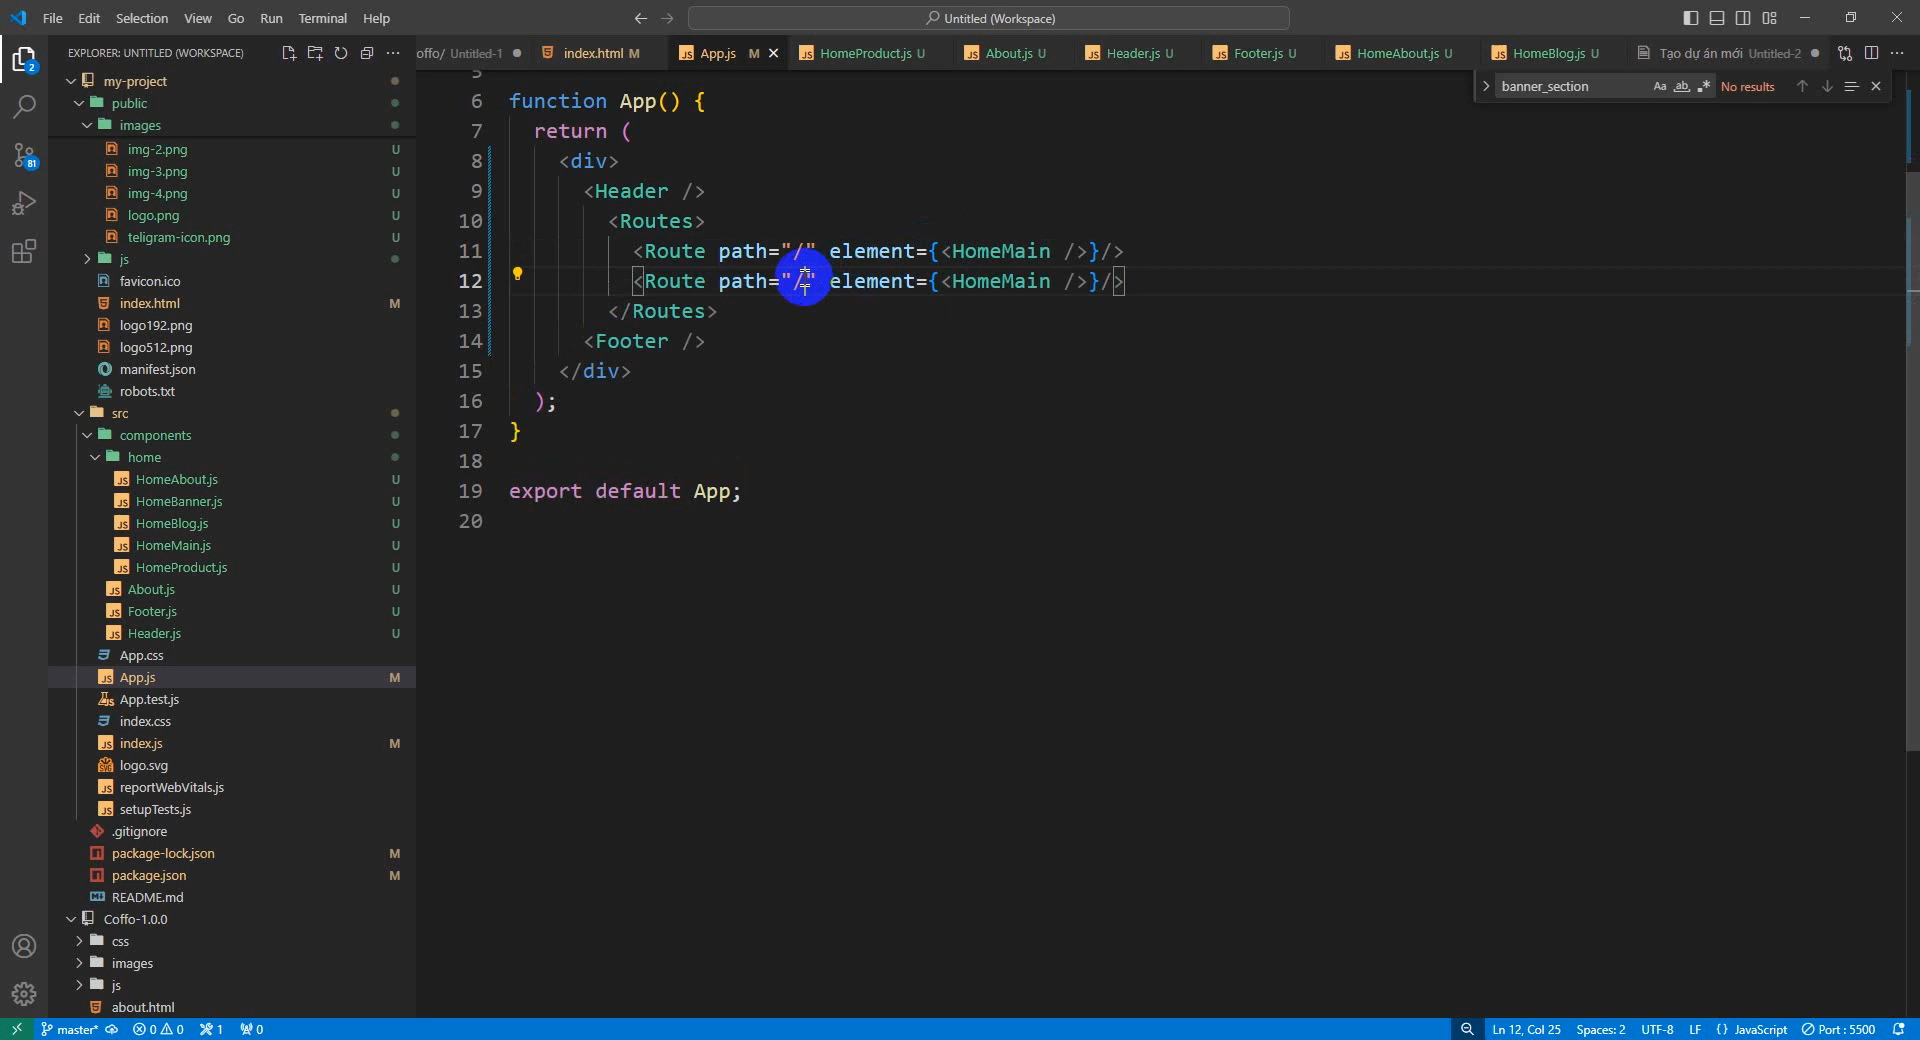 File Edit Selection View Go Run Terminal Help
Untitled (Workspace)
EXPLORER: UNTITLED (WORKSPACE)
offo/ Untitled-1
index.html M
App.js M
HomeProduct.js U
About.js U
Header.js U
Footer.js U
HomeAbout.js U
HomeBlog.js U
Tạo dự án mới Untitled-2
banner_section Aa ab .* No results
my-project
public
images
img-2.png U
img-3.png U
img-4.png U
logo.png U
teligram-icon.png U
js
favicon.ico
index.html M
logo192.png
logo512.png
manifest.json
robots.txt
src
components
home
HomeAbout.js U
HomeBanner.js U
HomeBlog.js U
HomeMain.js U
HomeProduct.js U
About.js U
Footer.js U
Header.js U
App.css
App.js M
App.test.js
index.css
index.js M
logo.svg
reportWebVitals.js
setupTests.js
.gitignore
package-lock.json M
package.json M
README.md
Coffo-1.0.0
css
images
js
about.html
5
6 function App() {
7 return (
8 <div>
9 <Header />
10 <Routes>
11 <Route path="/" element={<HomeMain />}/>
12 <Route path="/" element={<HomeMain />}/>
13 </Routes>
14 <Footer />
15 </div>
16 );
17 }
18
19 export default App;
20
2
81
master* 0 0 1 0
Ln 12, Col 25 Spaces: 2 UTF-8 LF {} JavaScript Port : 5500